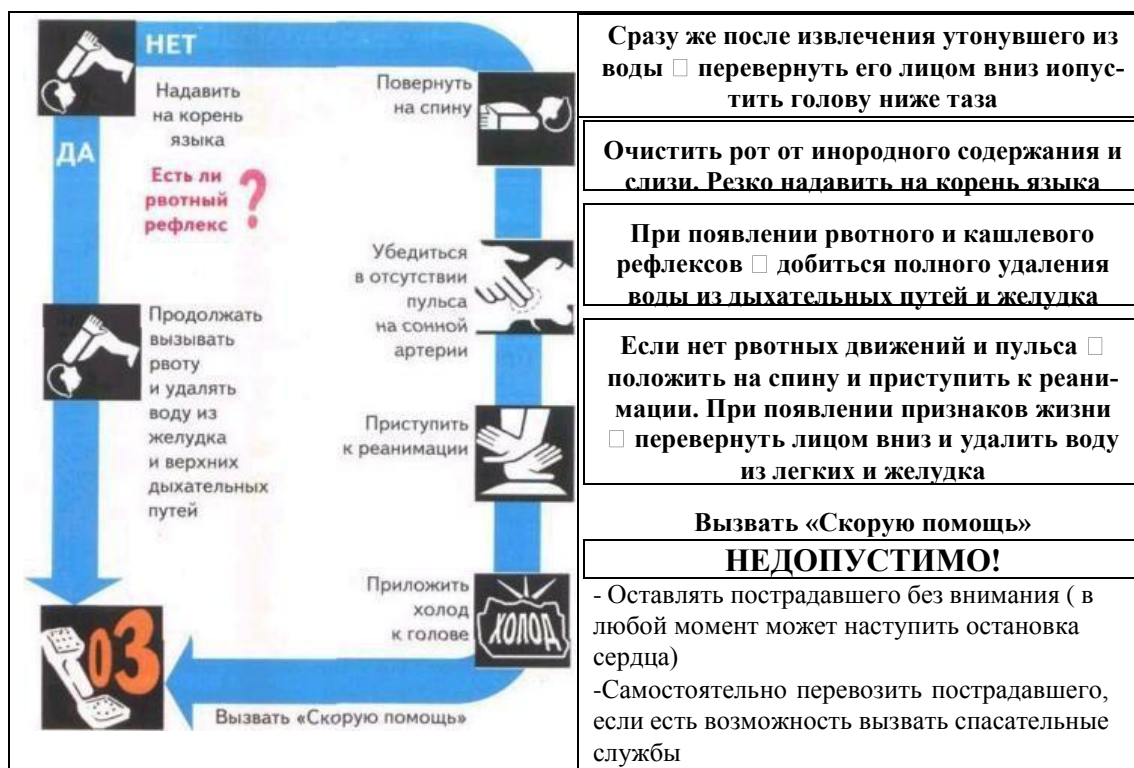 НЕТ
Надавить
на корень
языка
ДА
Есть ли
рвотный
рефлекс
?
Продолжать
вызывать
рвоту
и удалять
воду из
желудка
и верхних
дыхательных
путей
Повернуть
на спину
Убедиться
в отсутствии
пульса
на сонной
артерии
Приступить
к реанимации
Приложить
холод
к голове
ХОЛОД
03
Вызвать «Скорую помощь»
Сразу же после извлечения утонувшего из
воды □ перевернуть его лицом вниз иопус-
тить голову ниже таза
Очистить рот от инородного содержания и
слизи. Резко надавить на корень языка
При появлении рвотного и кашлевого
рефлексов □ добиться полного удаления
воды из дыхательных путей и желудка
Если нет рвотных движений и пульса □
положить на спину и приступить к реани-
мации. При появлении признаков жизни
□ перевернуть лицом вниз и удалить воду
из легких и желудка
Вызвать «Скорую помощь»
НЕДОПУСТИМО!
- Оставлять пострадавшего без внимания ( в
любой момент может наступить остановка
сердца)
-Самостоятельно перевозить пострадавшего,
если есть возможность вызвать спасательные
службы